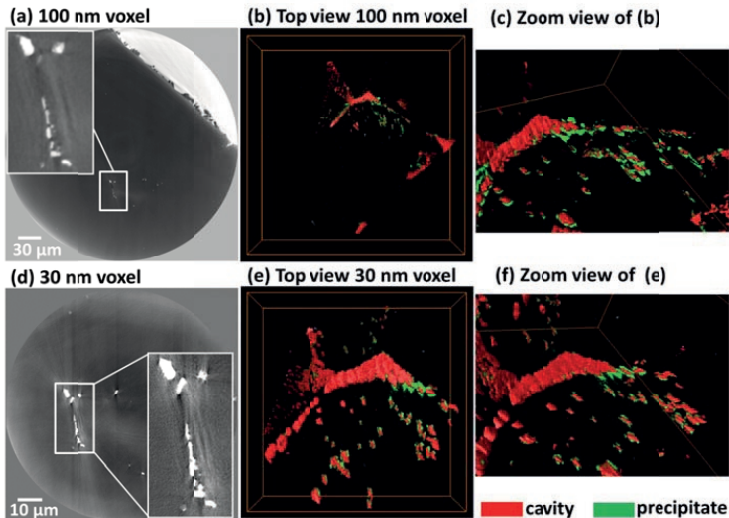 (a) 100 nm voxel
(b) Top view 100 nm voxel
(c) Zoom view of (b)
30 µm
(d) 30 nm voxel
(e) Top view 30 nm voxel
(f) Zoom view of (e)
10 µm
cavity
precipitate